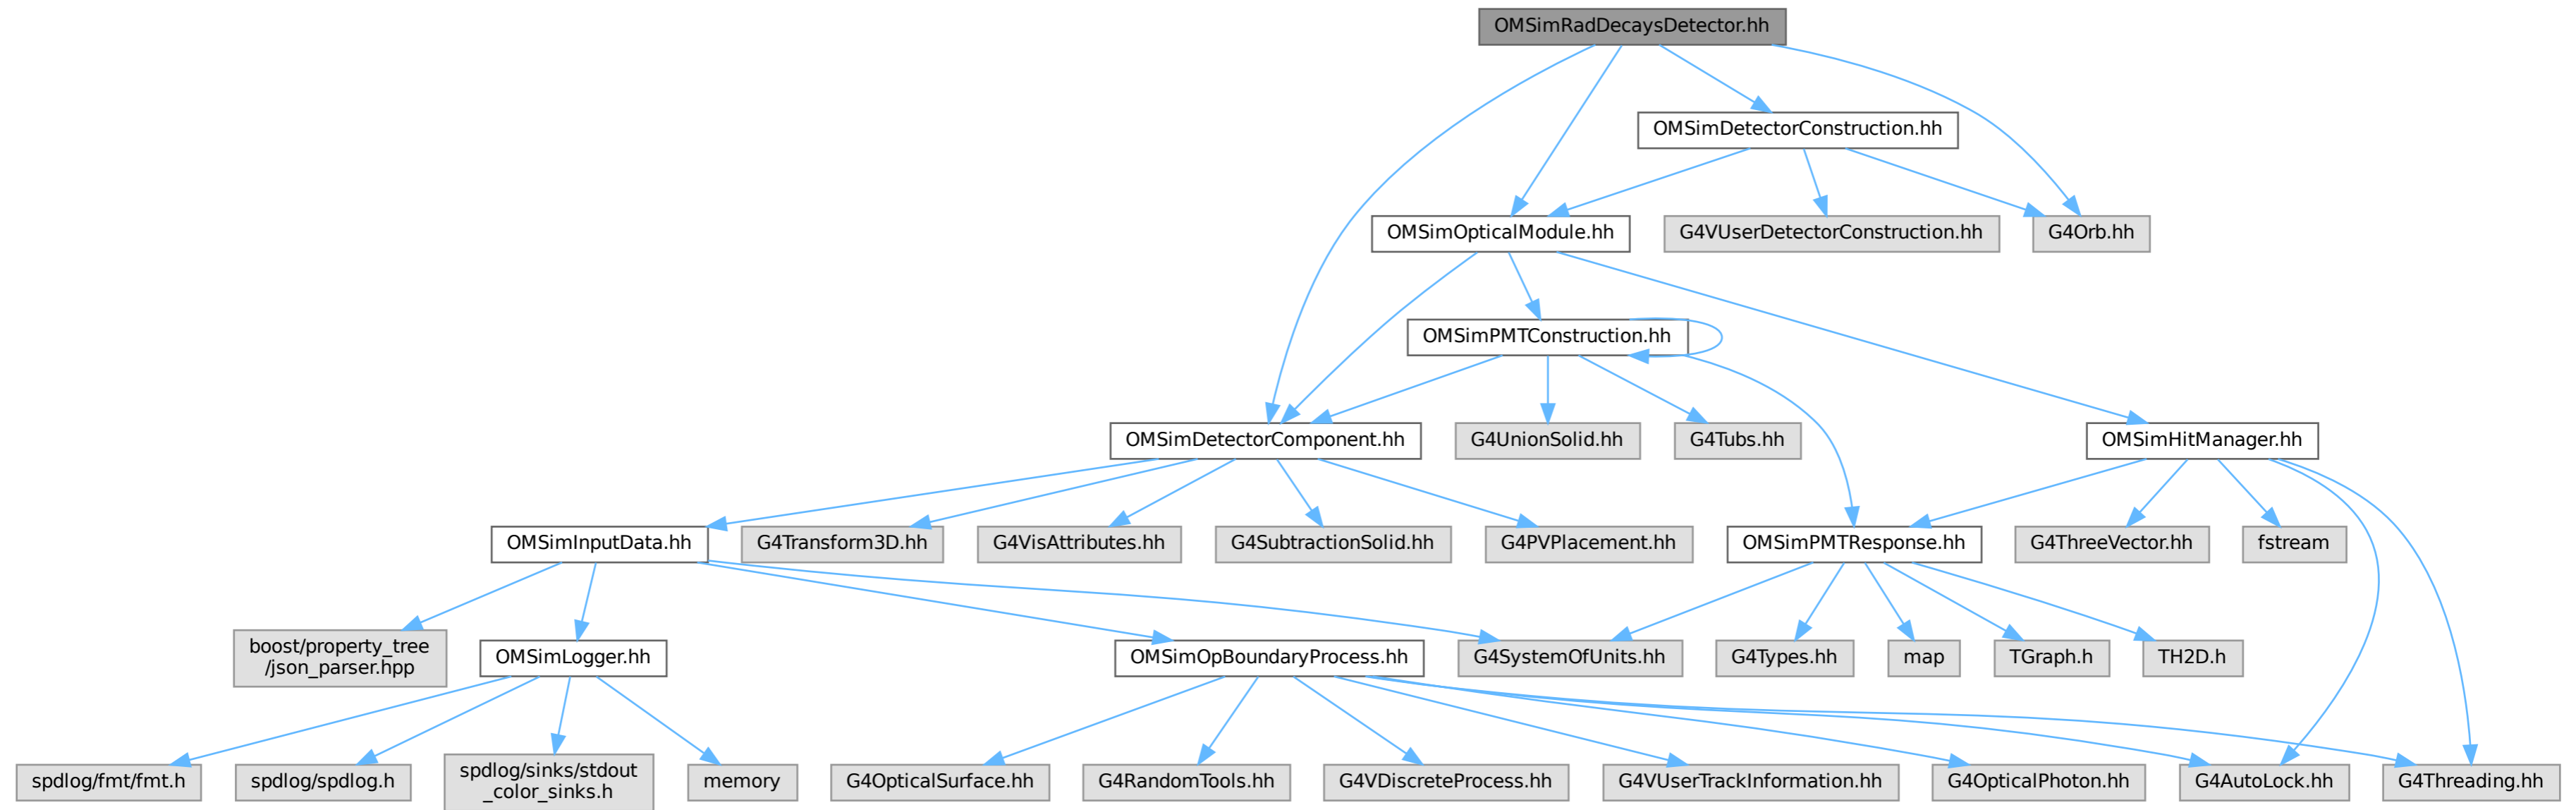 OMSimRadDecaysDetector.hh
OMSimDetectorConstruction.hh
OMSimOpticalModule.hh
G4VUserDetectorConstruction.hh
G4Orb.hh
OMSimPMTConstruction.hh
OMSimDetectorComponent.hh
G4UnionSolid.hh
G4Tubs.hh
OMSimHitManager.hh
OMSimInputData.hh
G4Transform3D.hh
G4VisAttributes.hh
G4SubtractionSolid.hh
G4PVPlacement.hh
OMSimPMTResponse.hh
G4ThreeVector.hh
fstream
boost/property_tree
/json_parser.hpp
OMSimLogger.hh
OMSimOpBoundaryProcess.hh
G4SystemOfUnits.hh
G4Types.hh
map
TGraph.h
TH2D.h
spdlog/fmt/fmt.h
spdlog/spdlog.h
spdlog/sinks/stdout
_color_sinks.h
memory
G4OpticalSurface.hh
G4RandomTools.hh
G4VDiscreteProcess.hh
G4VUserTrackInformation.hh
G4OpticalPhoton.hh
G4AutoLock.hh
G4Threading.hh